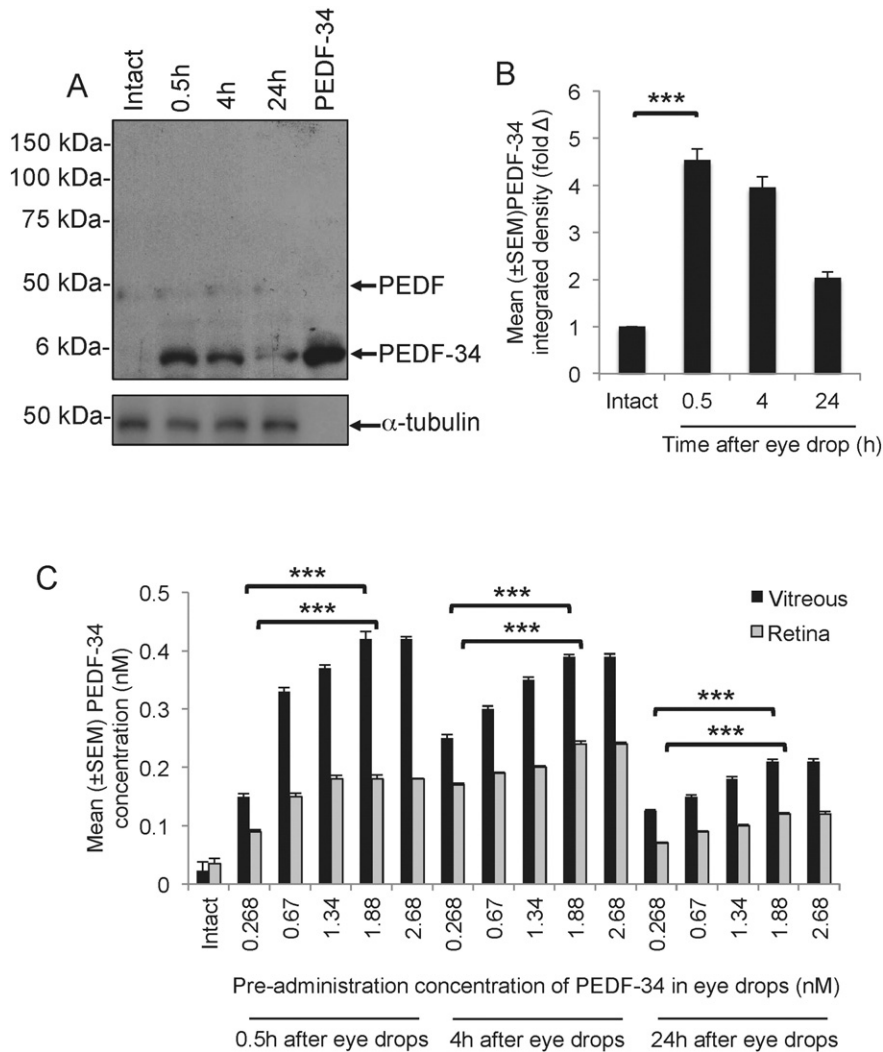 A
Intact
0.5h
4h
24h
PEDF-34
150 kDa-
100 kDa-
75 kDa-
50 kDa-
6 kDa-
PEDF
PEDF-34
50 kDa-
α-tubulin
B
Mean (±SEM)PEDF-34
integrated density (fold Δ)
6
5
4
3
2
1
0
***
Intact
0.5
4
24
Time after eye drop (h)
C
Mean (±SEM) PEDF-34
concentration (nM)
0.5
0.4
0.3
0.2
0.1
0
***
***
***
***
***
***
Vitreous
Retina
Intact
0.268
0.67
1.34
1.88
2.68
0.268
0.67
1.34
1.88
2.68
0.268
0.67
1.34
1.88
2.68
Pre-administration concentration of PEDF-34 in eye drops (nM)
0.5h after eye drops
4h after eye drops
24h after eye drops